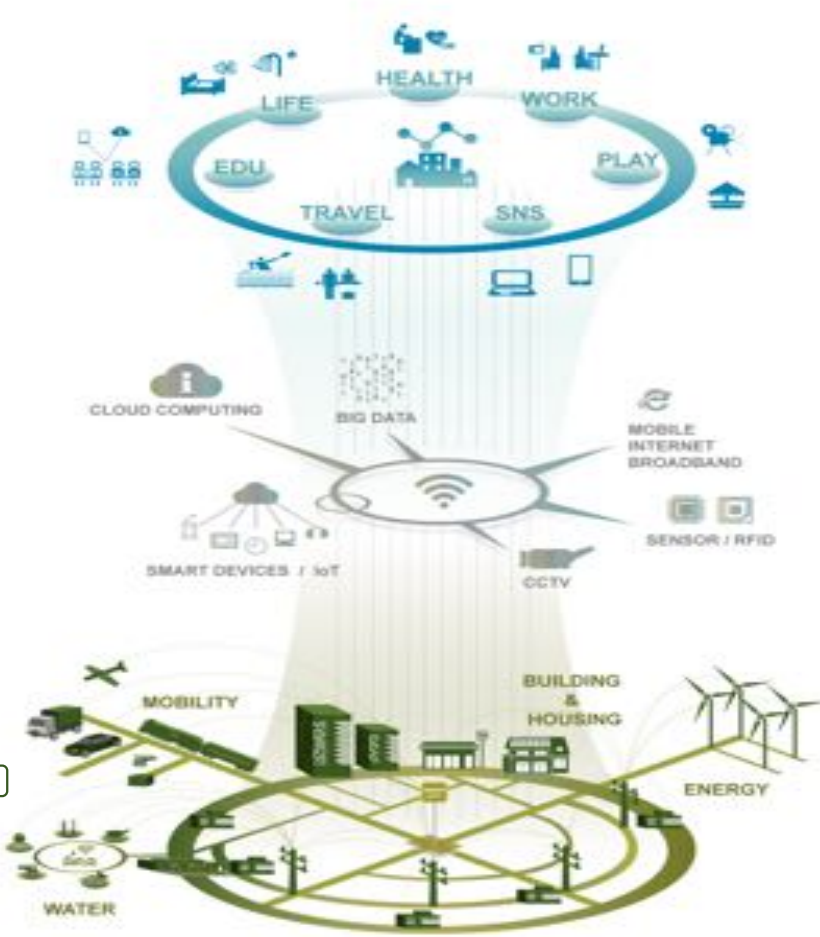 HEALTH
LIFE
WORK
EDU
PLAY
TRAVEL
SNS
CLOUD COMPUTING
BIG DATA
MOBILE
INTERNET
BROADBAND
SENSOR / RFID
SMART DEVICES / IoT
CCTV
BUILDING
&
HOUSING
MOBILITY
ENERGY
WATER